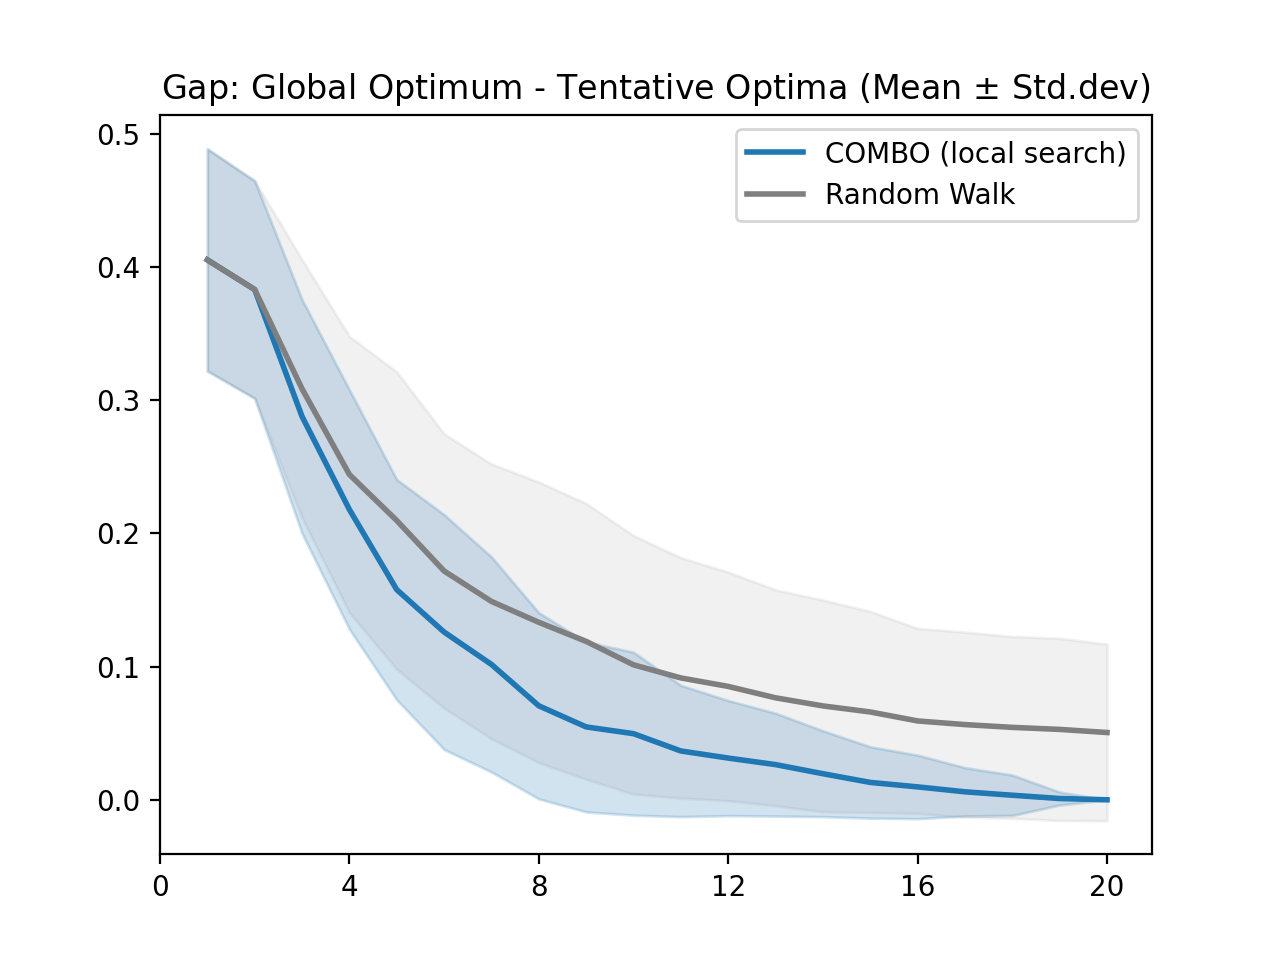 Gap: Global Optimum - Tentative Optima (Mean ± Std.dev)
COMBO (local search)
Random Walk
0.5
0.4
0.3
0.2
0.1
0.0
0 4 8 12 16 20